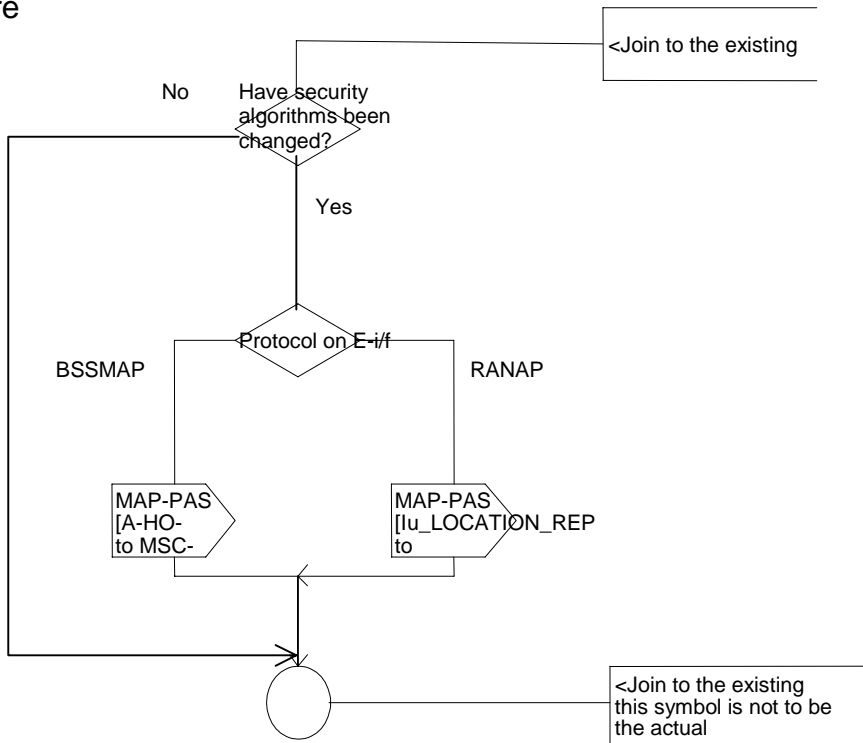 re
<Join to the existing
No
Have security
algorithms been
changed?
Yes
Protocol on E-i/f
BSSMAP
RANAP
MAP-PAS
[A-HO-
to MSC-
MAP-PAS
[Iu_LOCATION_REP
to
<Join to the existing
this symbol is not to be
the actual